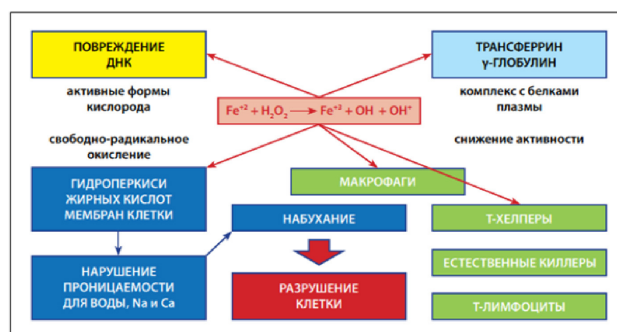 ПОВРЕЖДЕНИЕ
ДНК
ТРАНСФЕРРИН
γ-ГЛОБУЛИН
активные формы
кислорода
комплекс с белками
плазмы
Fe⁺² + H₂O₂ → Fe⁺³ + OH + OH⁺
свободно-радикальное
окисление
снижение активности
ГИДРОПЕРКИСИ
ЖИРНЫХ КИСЛОТ
МЕМБРАН КЛЕТКИ
МАКРОФАГИ
НАБУХАНИЕ
Т-ХЕЛПЕРЫ
НАРУШЕНИЕ
ПРОНИЦАЕМОСТИ
ДЛЯ ВОДЫ, Na и Ca
РАЗРУШЕНИЕ
КЛЕТКИ
ЕСТЕСТВЕННЫЕ КИЛЛЕРЫ
Т-ЛИМФОЦИТЫ